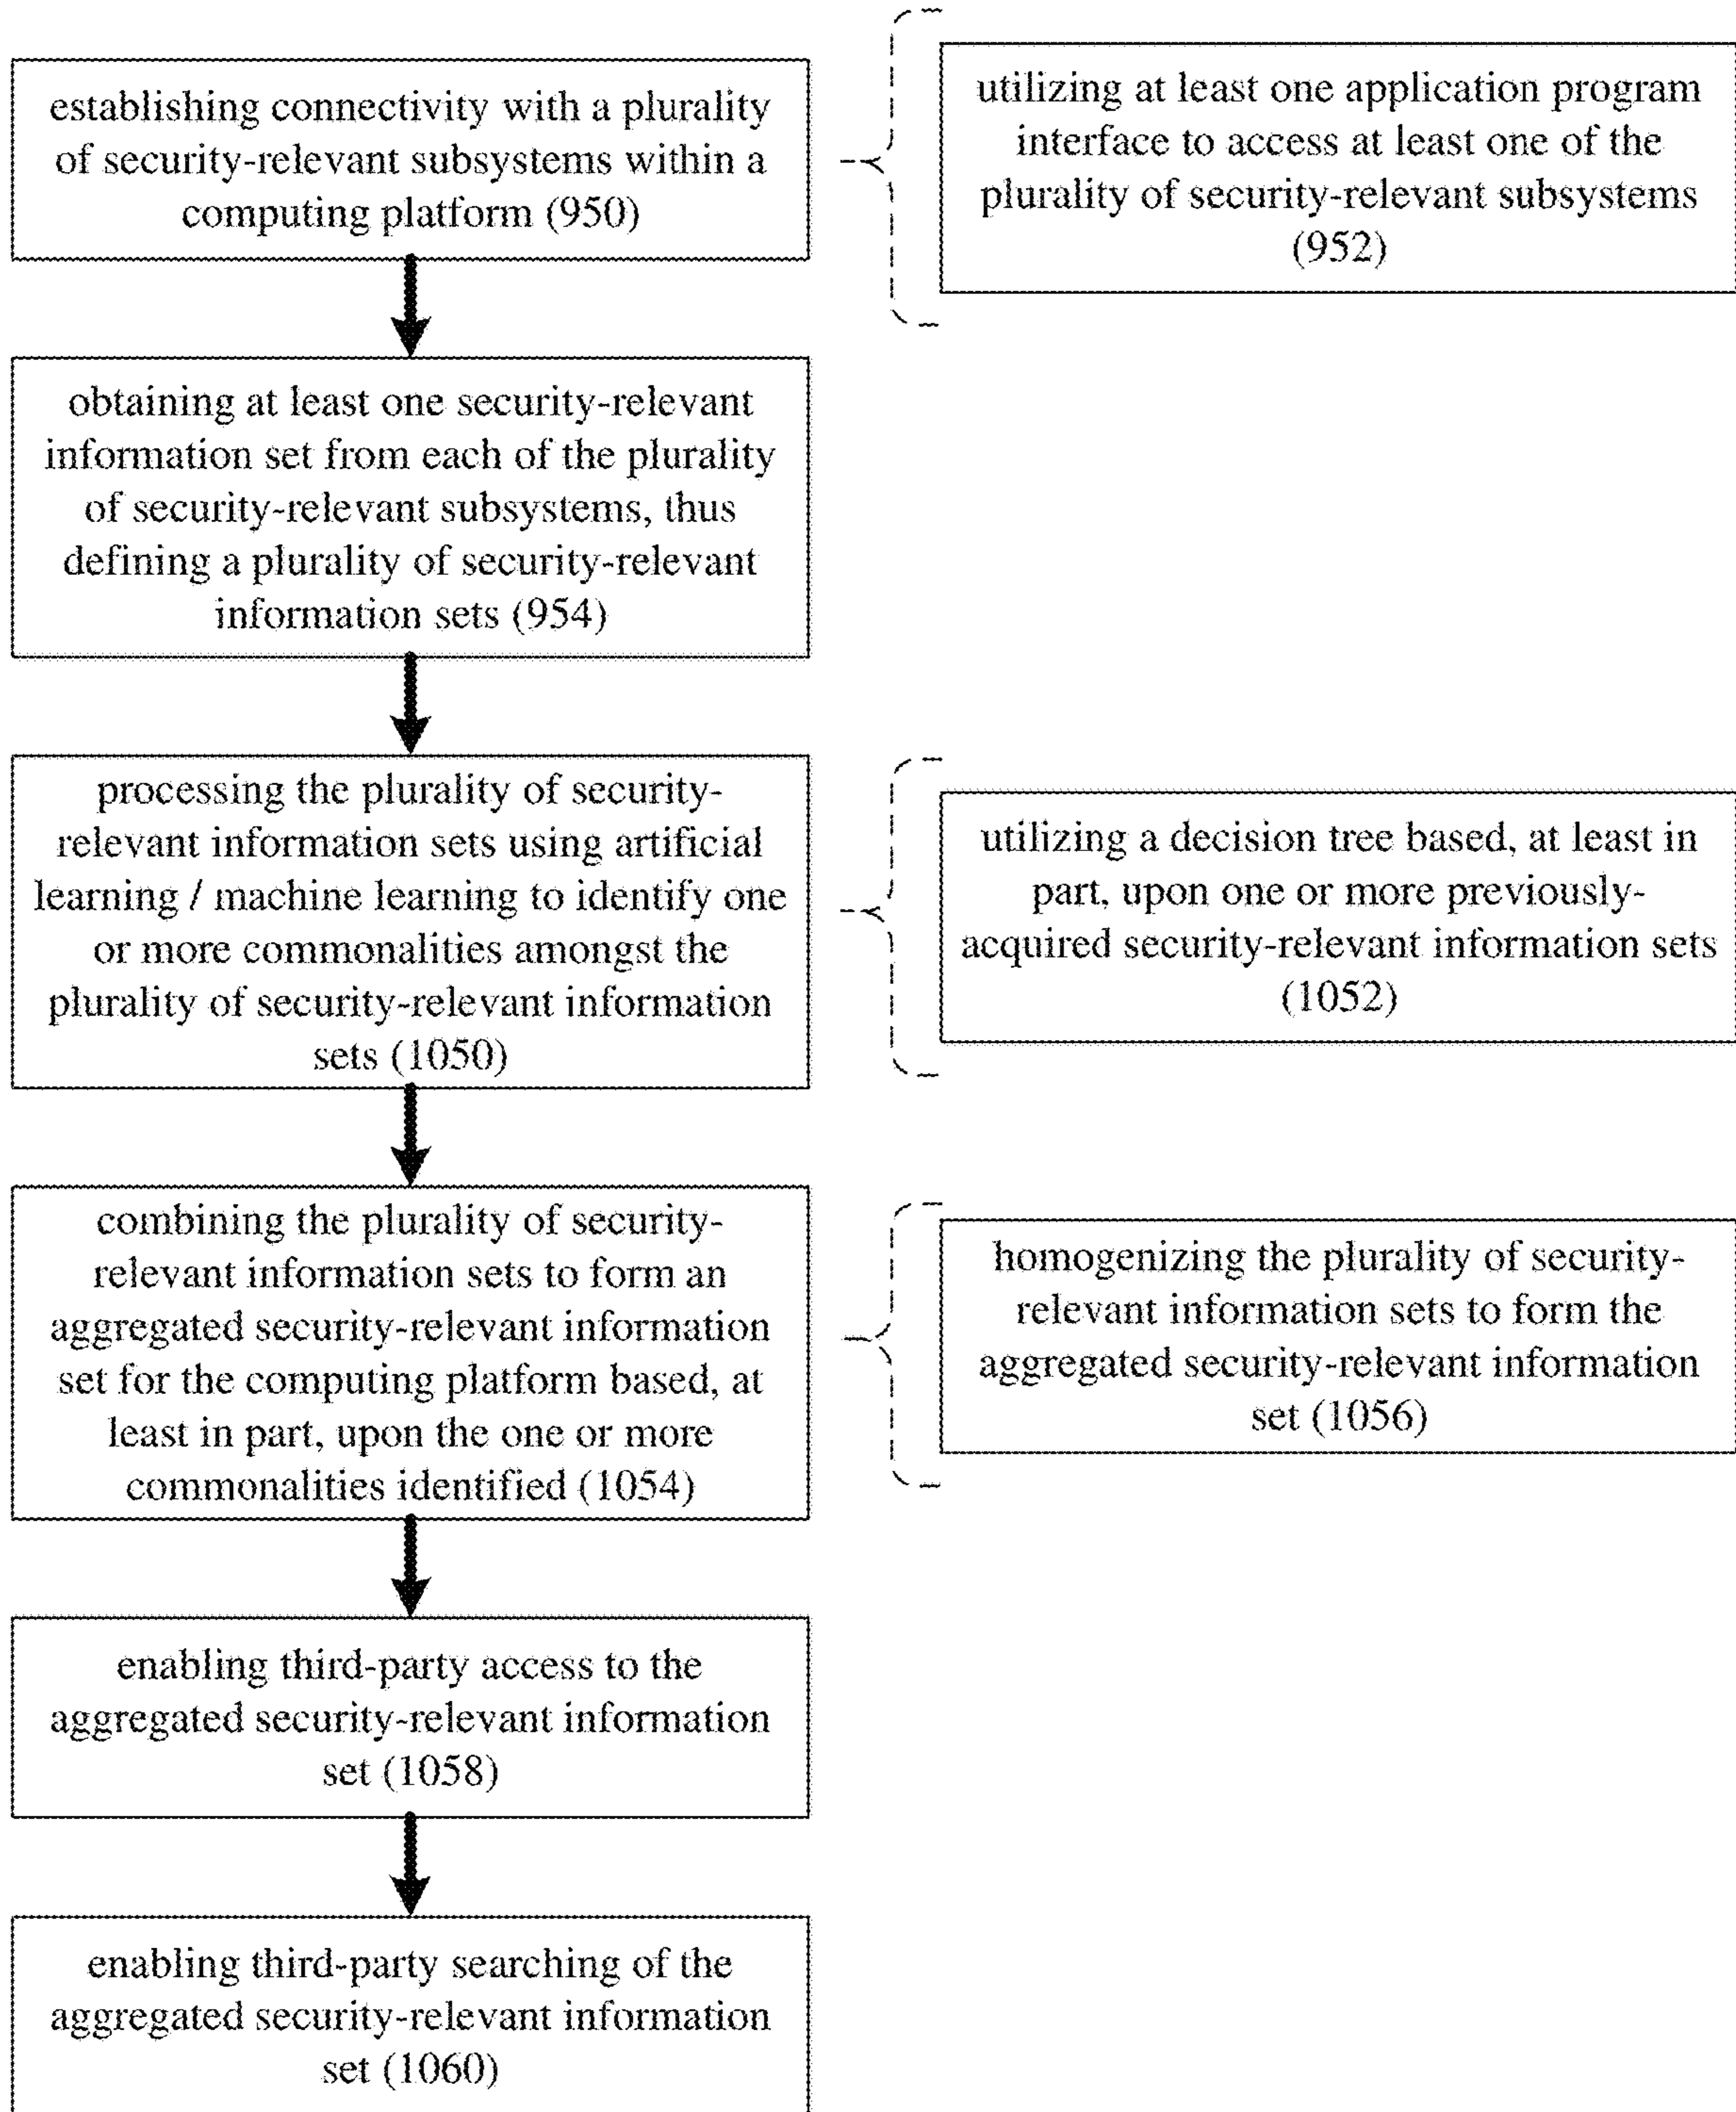 establishing connectivity with a plurality
of security-relevant subsystems within a
computing platform (950)
utilizing at least one application program
interface to access at least one of the
plurality of security-relevant subsystems
(952)
obtaining at least one security-relevant
information set from each of the plurality
of security-relevant subsystems, thus
defining a plurality of security-relevant
information sets (954)
processing the plurality of security-
relevant information sets using artificial
learning / machine learning to identify one
or more commonalities amongst the
plurality of security-relevant information
sets (1050)
utilizing a decision tree based, at least in
part, upon one or more previously-
acquired security-relevant information sets
(1052)
combining the plurality of security-
relevant information sets to form an
aggregated security-relevant information
set for the computing platform based, at
least in part, upon the one or more
commonalities identified (1054)
homogenizing the plurality of security-
relevant information sets to form the
aggregated security-relevant information
set (1056)
enabling third-party access to the
aggregated security-relevant information
set (1058)
enabling third-party searching of the
aggregated security-relevant information
set (1060)